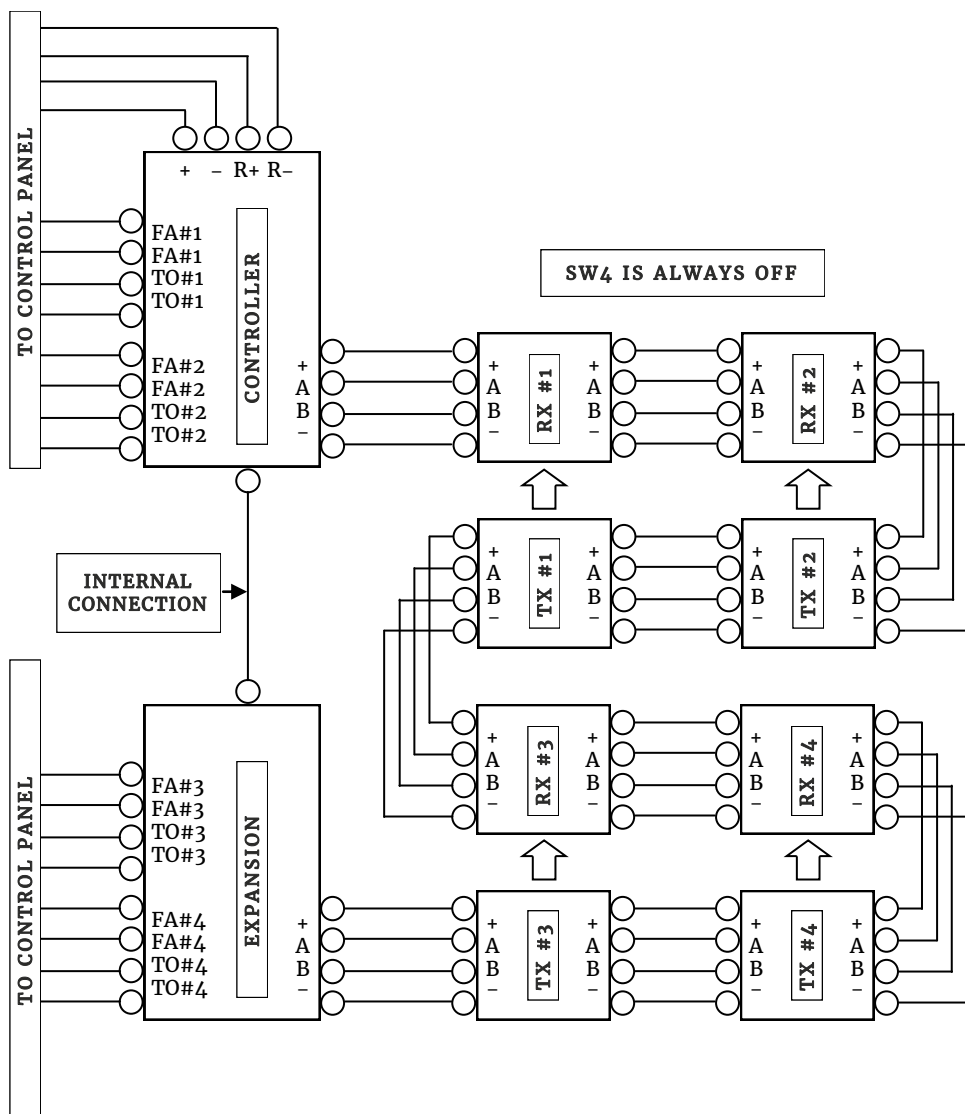 TO CONTROL PANEL
+ – R+ R–
FA#1
FA#1
TO#1
TO#1
FA#2
FA#2
TO#2
TO#2
CONTROLLER
+
A
B
–
SW4 IS ALWAYS OFF
+
A
B
–
RX #1
+
A
B
–
RX #2
+
A
B
–
+
A
B
–
TX #1
+
A
B
–
TX #2
+
A
B
–
INTERNAL
CONNECTION
+
A
B
–
RX #3
+
A
B
–
RX #4
+
A
B
–
TO CONTROL PANEL
FA#3
FA#3
TO#3
TO#3
FA#4
FA#4
TO#4
TO#4
EXPANSION
+
A
B
–
+
A
B
–
TX #3
+
A
B
–
TX #4
+
A
B
–